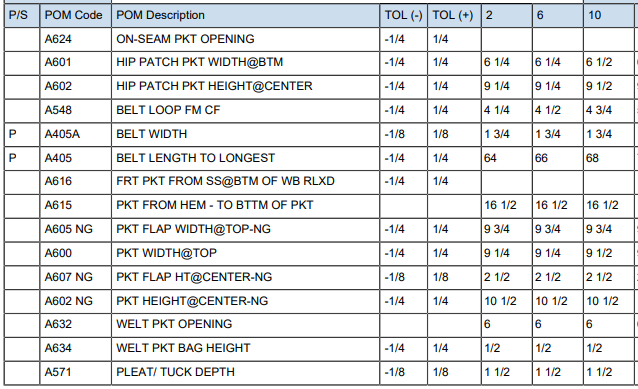 P/S POM Code POM Description TOL (-) TOL (+) 2 6 10
A624 ON-SEAM PKT OPENING -1/4 1/4
A601 HIP PATCH PKT WIDTH@BTM -1/4 1/4 6 1/4 6 1/4 6 1/2
A602 HIP PATCH PKT HEIGHT@CENTER -1/4 1/4 9 1/4 9 1/4 9 1/2
A548 BELT LOOP FM CF -1/4 1/4 4 1/4 4 1/2 4 3/4
P A405A BELT WIDTH -1/8 1/8 1 3/4 1 3/4 1 3/4
P A405 BELT LENGTH TO LONGEST -1/4 1/4 64 66 68
A616 FRT PKT FROM SS@BTM OF WB RLXD -1/4 1/4
A615 PKT FROM HEM - TO BTTM OF PKT 16 1/2 16 1/2 16 1/2
A605 NG PKT FLAP WIDTH@TOP-NG -1/4 1/4 9 3/4 9 3/4 9 3/4
A600 PKT WIDTH@TOP -1/4 1/4 9 1/4 9 1/4 9 1/2
A607 NG PKT FLAP HT@CENTER-NG -1/8 1/8 2 1/2 2 1/2 2 1/2
A602 NG PKT HEIGHT@CENTER-NG -1/4 1/4 10 1/2 10 1/2 10 1/2
A632 WELT PKT OPENING 6 6 6
A634 WELT PKT BAG HEIGHT -1/4 1/4 1/2 1/2 1/2
A571 PLEAT/ TUCK DEPTH -1/8 1/8 1 1/2 1 1/2 1 1/2